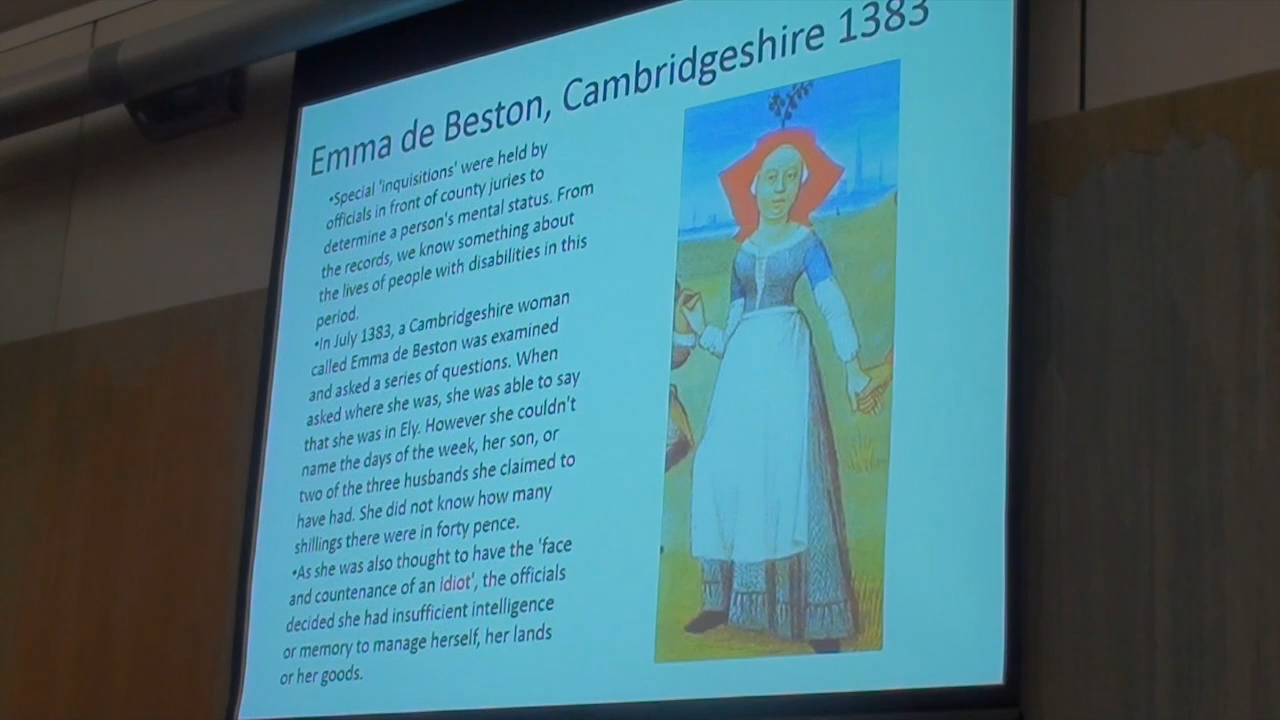 Emma de Beston, Cambridgeshire 1383
•Special 'inquisitions' were held by
officials in front of county juries to
determine a person's mental status. From
the records, we know something about
the lives of people with disabilities in this
period.
•In July 1383, a Cambridgeshire woman
called Emma de Beston was examined
and asked a series of questions. When
asked where she was, she was able to say
that she was in Ely. However she couldn't
name the days of the week, her son, or
two of the three husbands she claimed to
have had. She did not know how many
shillings there were in forty pence.
•As she was also thought to have the 'face
and countenance of an idiot', the officials
decided she had insufficient intelligence
or memory to manage herself, her lands
or her goods.